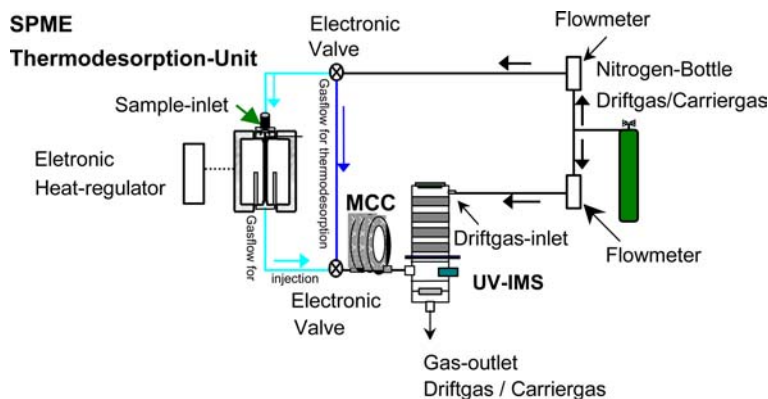 SPME
Thermodesorption-Unit
Electronic
Valve
Flowmeter
Nitrogen-Bottle
Driftgas/Carriergas
Sample-inlet
Eletronic
Heat-regulator
Gasflow for thermodesorption
Gasflow for
injection
MCC
Driftgas-inlet
Flowmeter
UV-IMS
Electronic
Valve
Gas-outlet
Driftgas / Carriergas